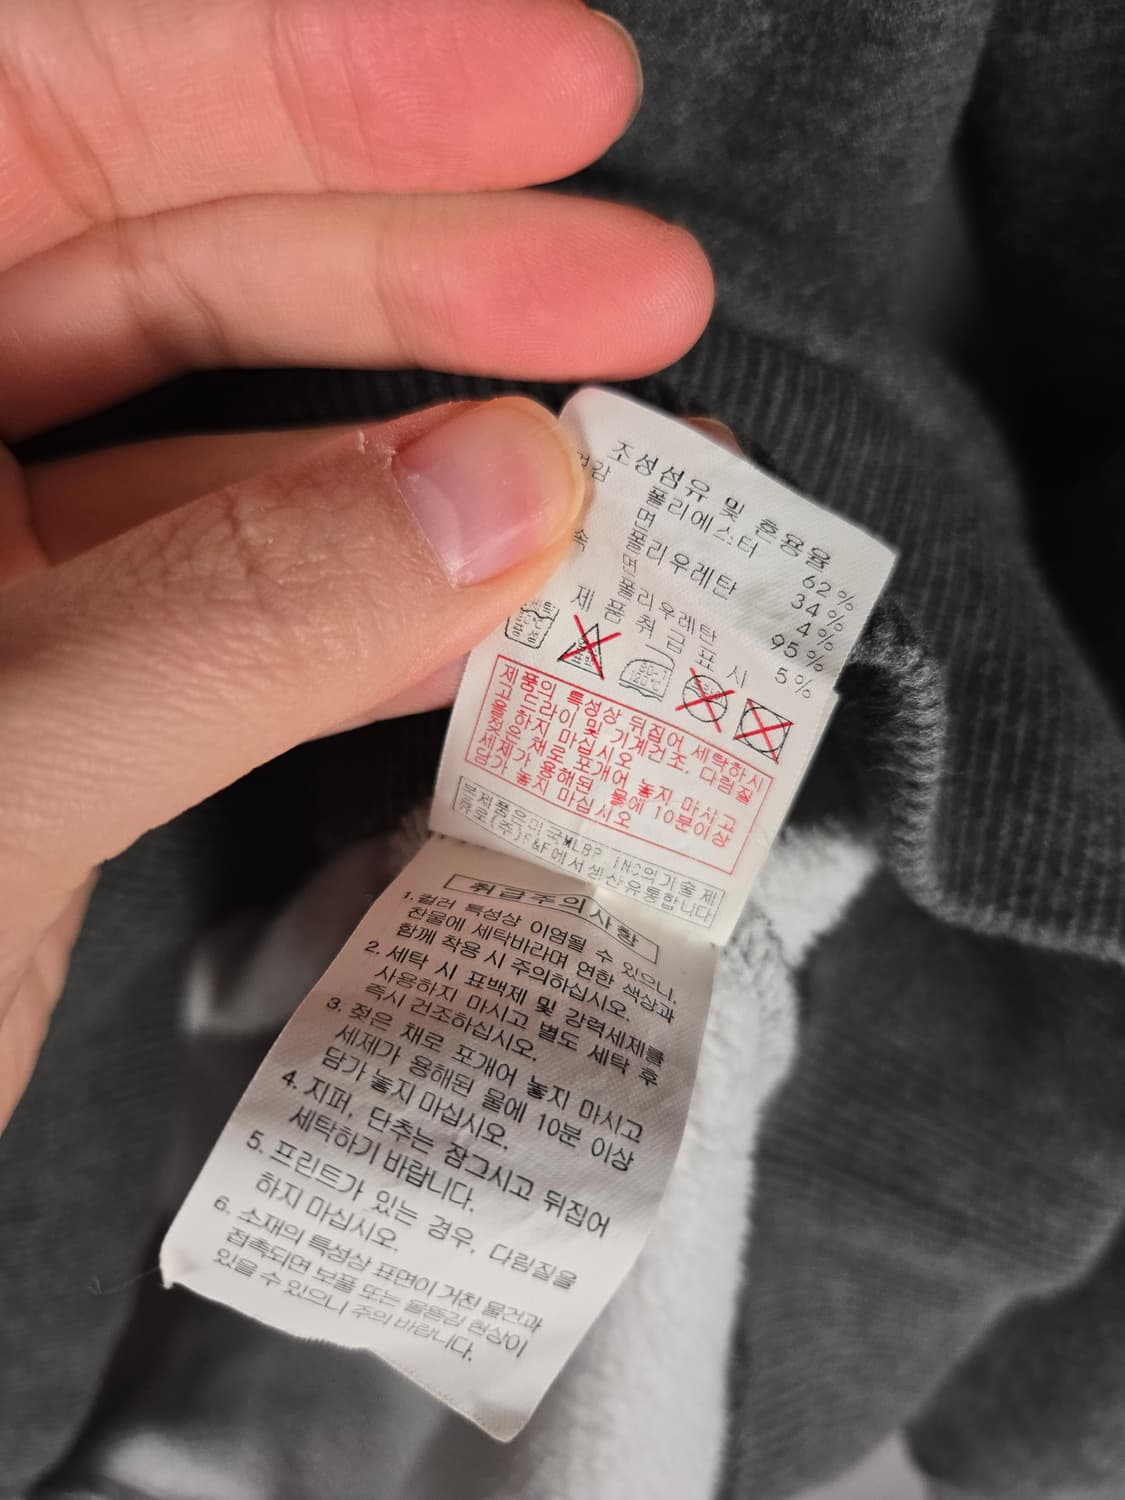 조성섬유 및 혼용율
겉감 폴리에스터 62%
면 34%
폴리우레탄 4%
속 면 95%
폴리우레탄 5%
제품취급표시
제품의 특성상 뒤집어 세탁하시
고 드라이 및 기계건조, 다림질
을 하지 마십시오.
젖은채로 포개어 놓지 마시고
세제가 용해된 물에 10분이상
담가 놓지 마십시오
본제품은미국MLBP INC의기술제
휴로(주)F&F에서생산유통합니다
취급주의사항
1. 컬러 특성상 이염될 수 있으니,
찬물에 세탁바라며 연한 색상과
함께 착용 시 주의하십시오.
2. 세탁 시 표백제 및 강력세제를
사용하지 마시고 별도 세탁 후
즉시 건조하십시오.
3. 젖은 채로 포개어 놓지 마시고
세제가 용해된 물에 10분 이상
담가 놓지 마십시오.
4. 지퍼, 단추는 잠그시고 뒤집어
세탁하기 바랍니다.
5. 프린트가 있는 경우, 다림질을
하지 마십시오.
6. 소재의 특성상 표면이 거친 물건과
접촉되면 보풀 또는 올뜯김 현상이
있을 수 있으니 주의 바랍니다.